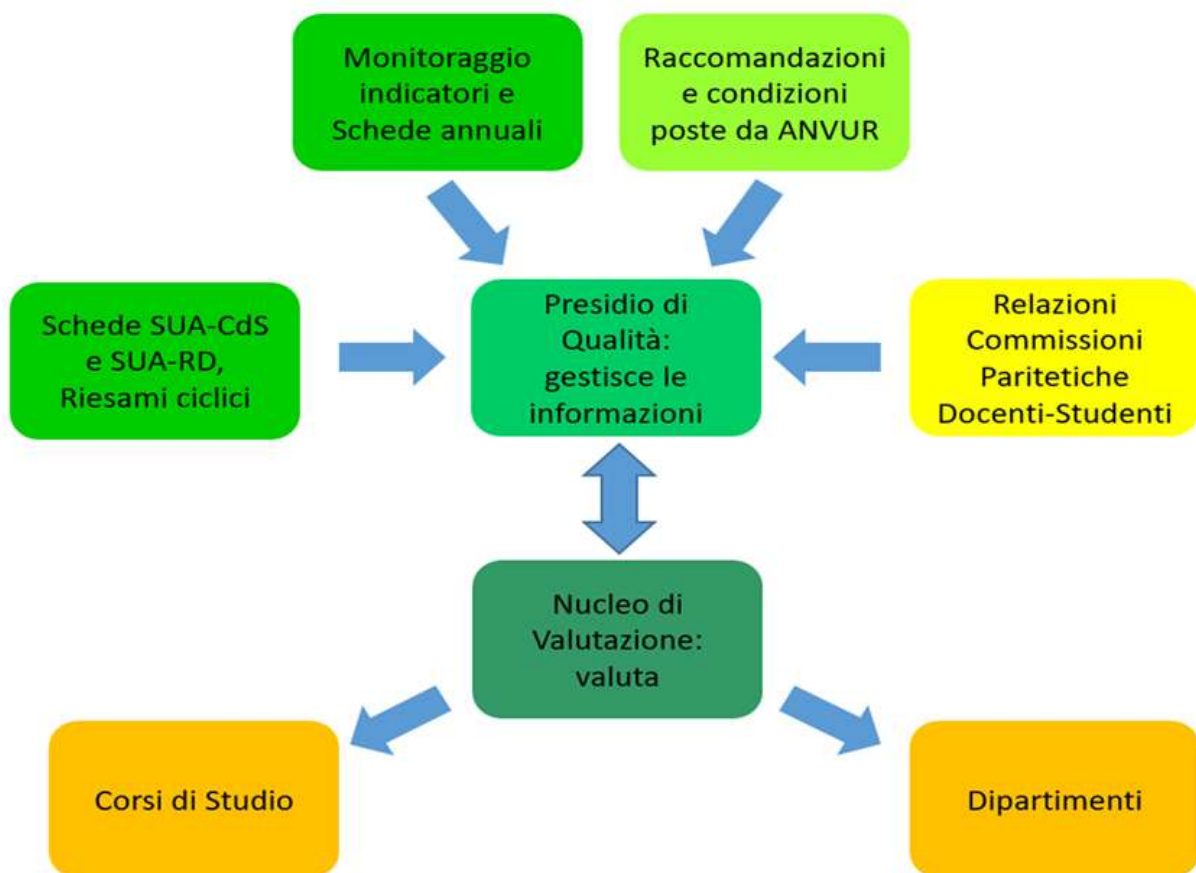 Monitoraggio
indicatori e
Schede annuali
Raccomandazioni
e condizioni
poste da ANVUR
Schede SUA-CdS
e SUA-RD,
Riesami ciclici
Presidio di
Qualità:
gestisce le
informazioni
Relazioni
Commissioni
Paritetiche
Docenti-Studenti
Nucleo di
Valutazione:
valuta
Corsi di Studio
Dipartimenti